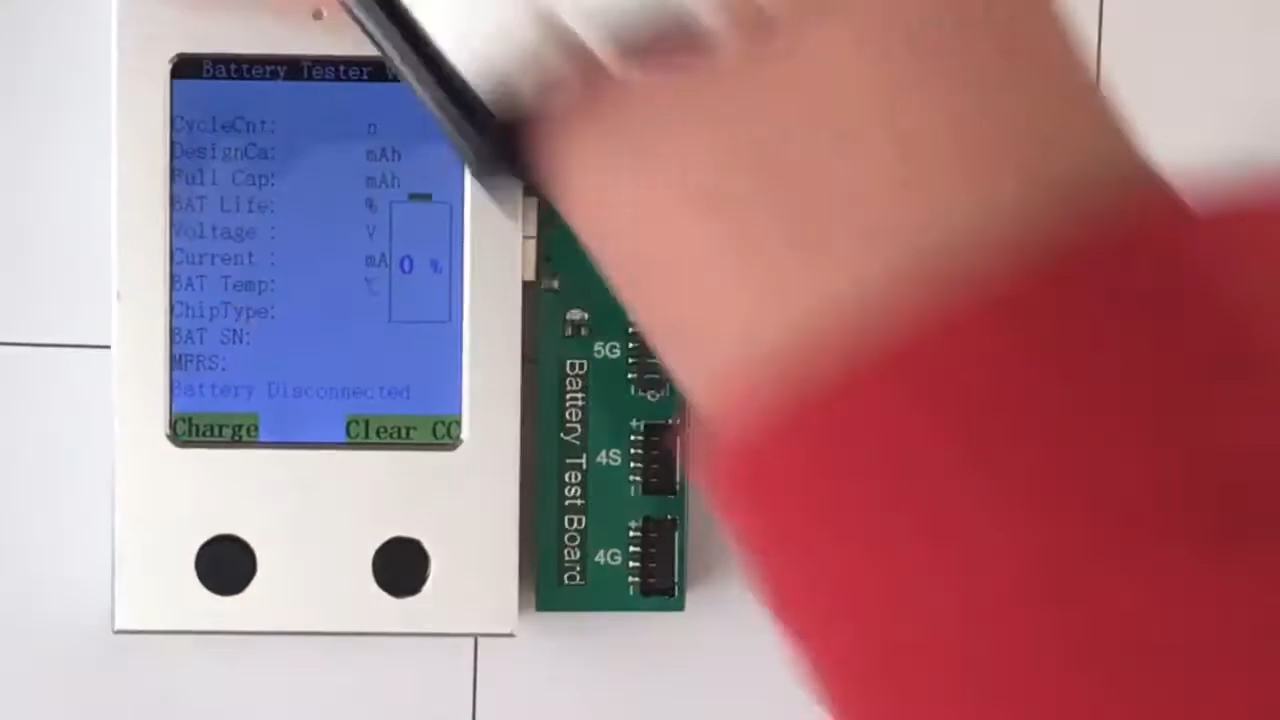 Battery Tester
CycleCnt: n
DesignCa: mAh
Full Cap: mAh
BAT Life: %
Voltage : V
Current : mA
0 %
BAT Temp: ℃
ChipType:
BAT SN:
MFRS:
Battery Disconnected
Charge Clear CC
5G
4S
4G
+
-
+
-
Battery Test Board